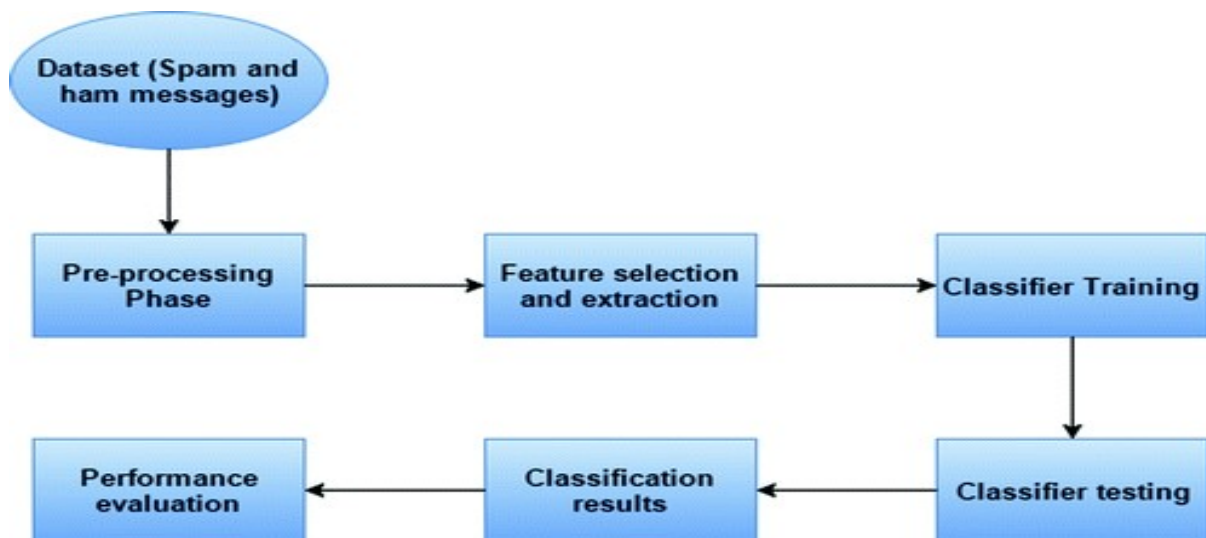 Dataset (Spam and
ham messages)
Pre-processing
Phase
Feature selection
and extraction
Classifier Training
Classifier testing
Classification
results
Performance
evaluation